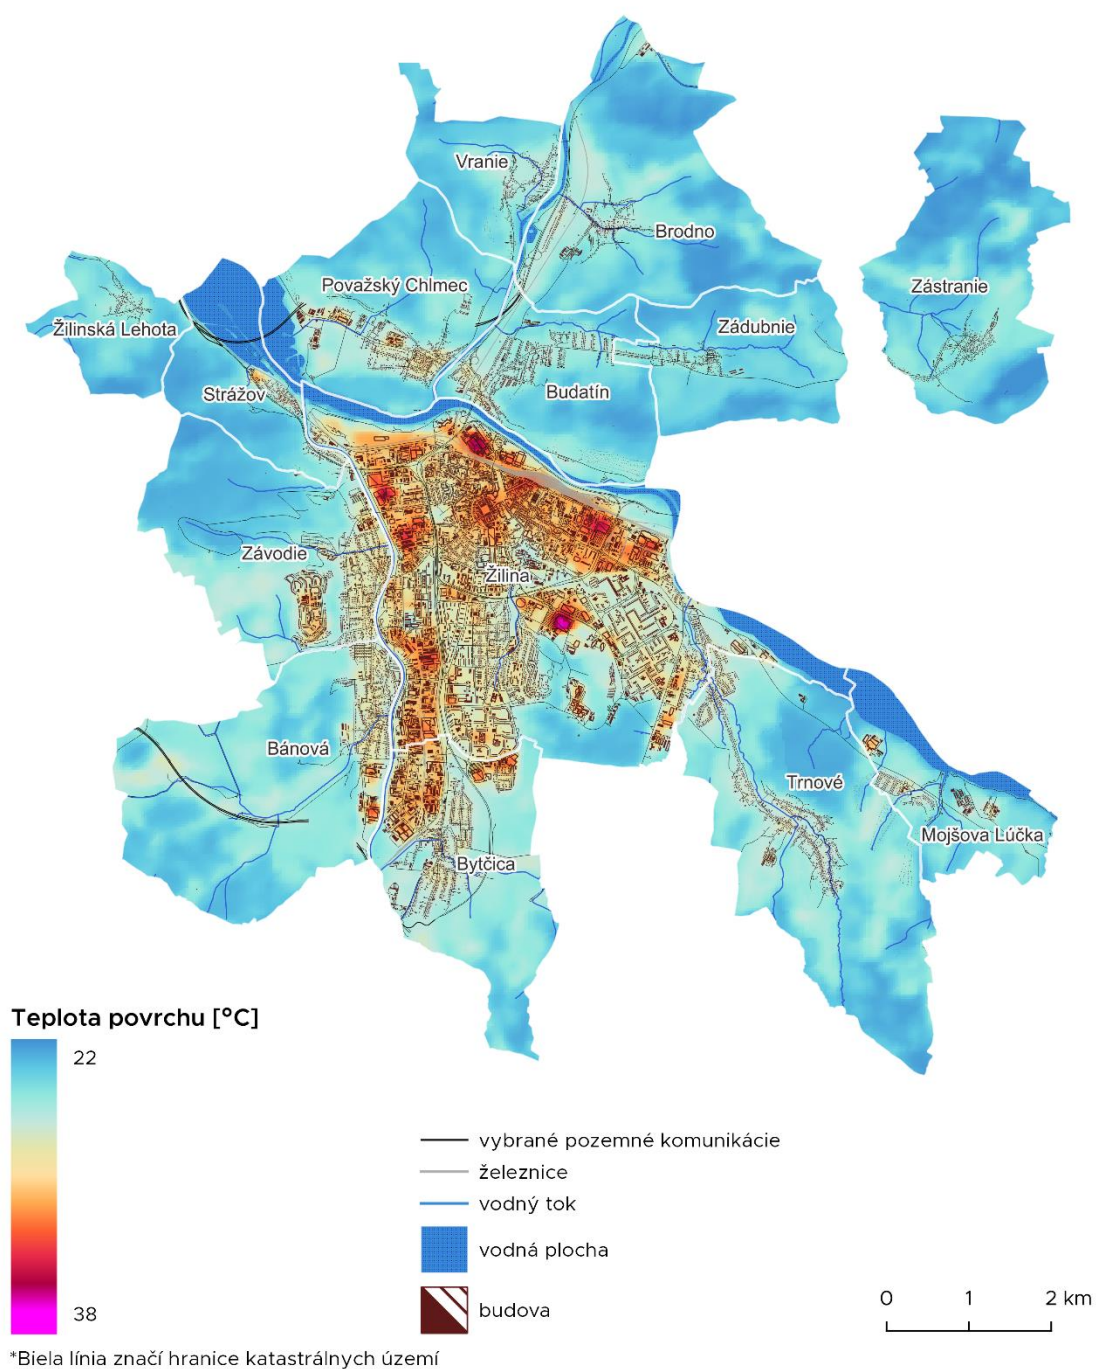 Vranie
Brodno
Považský Chlmec
Zástranie
Žilinská Lehota
Zádubnie
Strážov
Budatín
Závodie
Žilina
Bánová
Trnové
Mojšova Lúčka
Bytčica
Teplota povrchu [°C]
22
38
vybrané pozemné komunikácie
železnice
vodný tok
vodná plocha
budova
0 1 2 km
*Biela línia značí hranice katastrálnych území